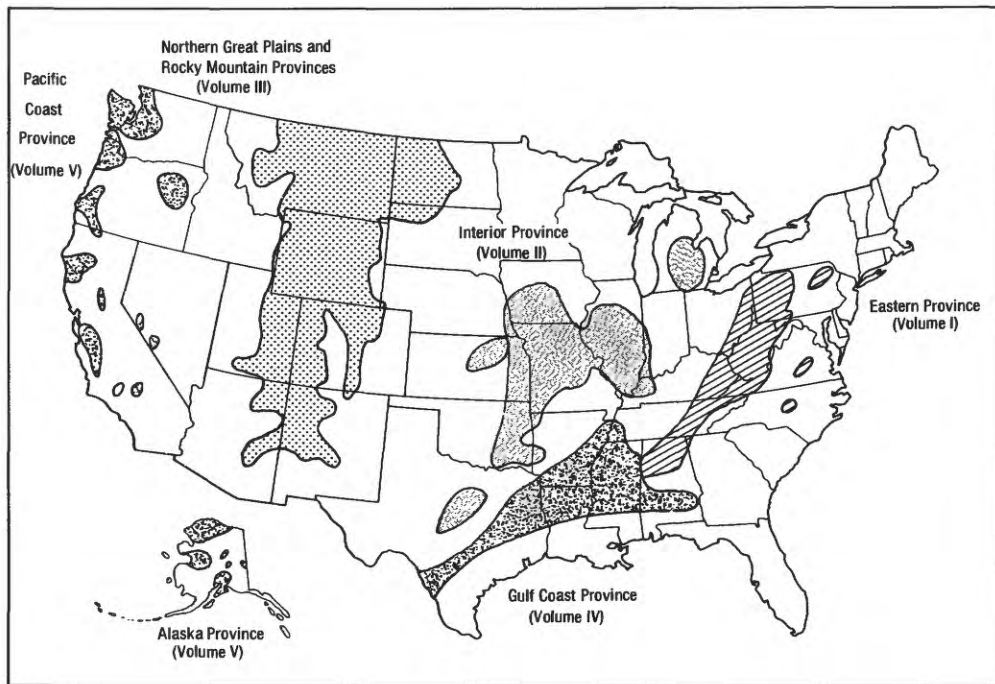 Northern Great Plains and
Rocky Mountain Provinces
(Volume III)
Pacific
Coast
Province
(Volume V)
Interior Province
(Volume II)
Eastern Province
(Volume I)
Gulf Coast Province
(Volume IV)
Alaska Province
(Volume V)